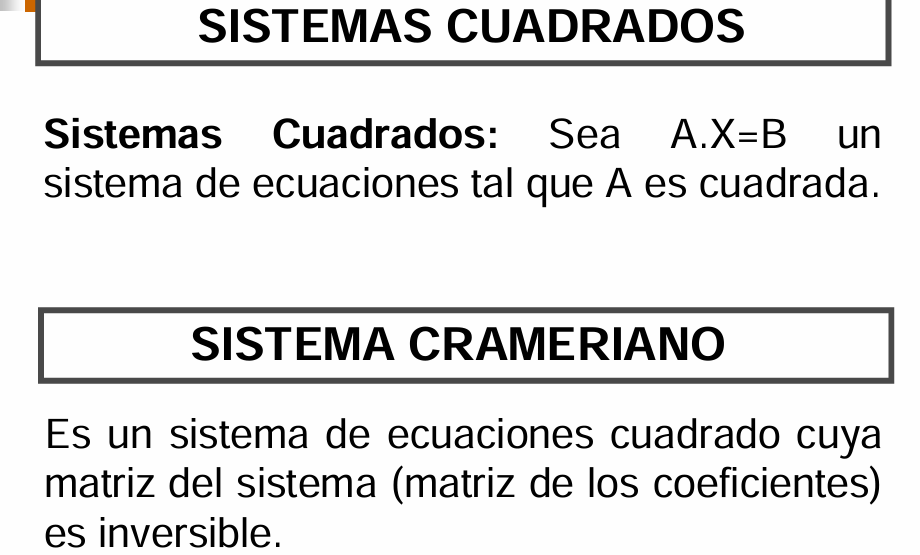 SISTEMAS CUADRADOS
Sistemas Cuadrados: Sea A.X=B un
sistema de ecuaciones tal que A es cuadrada.
SISTEMA CRAMERIANO
Es un sistema de ecuaciones cuadrado cuya
matriz del sistema (matriz de los coeficientes)
es inversible.